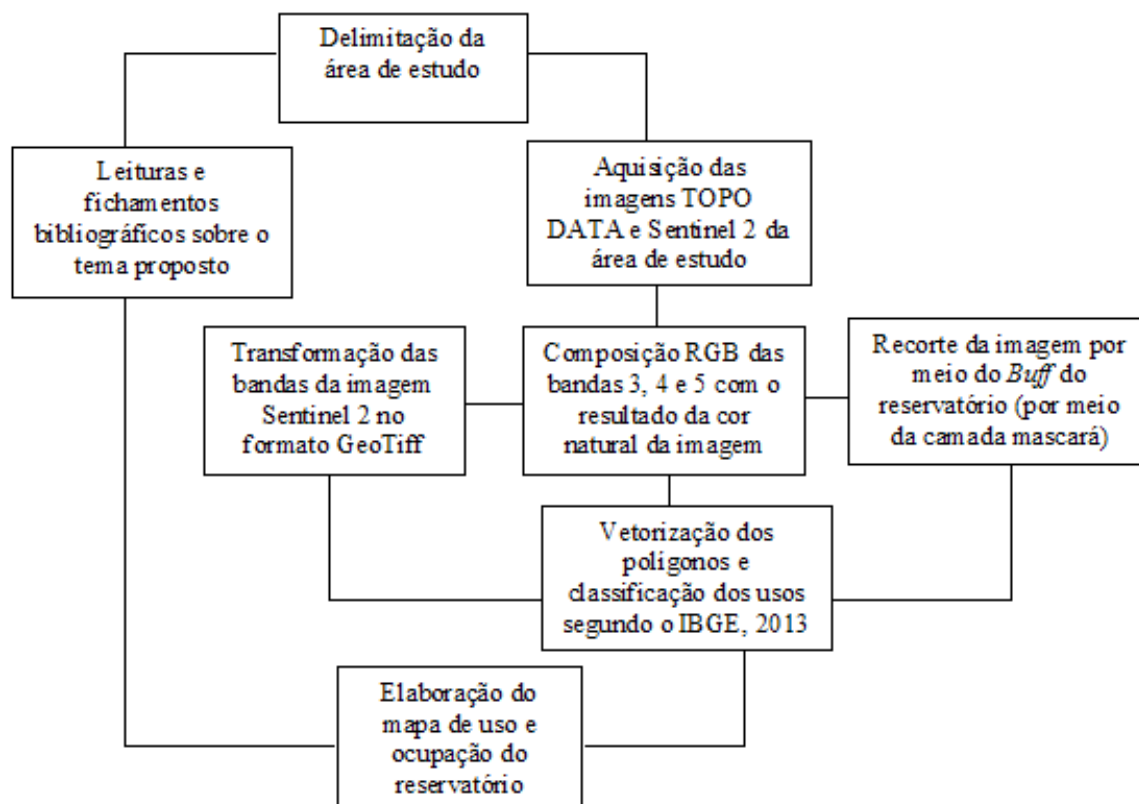 Delimitação da
área de estudo
Leituras e
fichamentos
bibliográficos sobre o
tema proposto
Aquisição das
imagens TOPO
DATA e Sentinel 2 da
área de estudo
Transformação das
bandas da imagem
Sentinel 2 no
formato GeoTiff
Composição RGB das
bandas 3, 4 e 5 com o
resultado da cor
natural da imagem
Recorte da imagem por
meio do Buff do
reservatório (por meio
da camada mascará)
Vetorização dos
polígonos e
classificação dos usos
segundo o IBGE, 2013
Elaboração do
mapa de uso e
ocupação do
reservatório